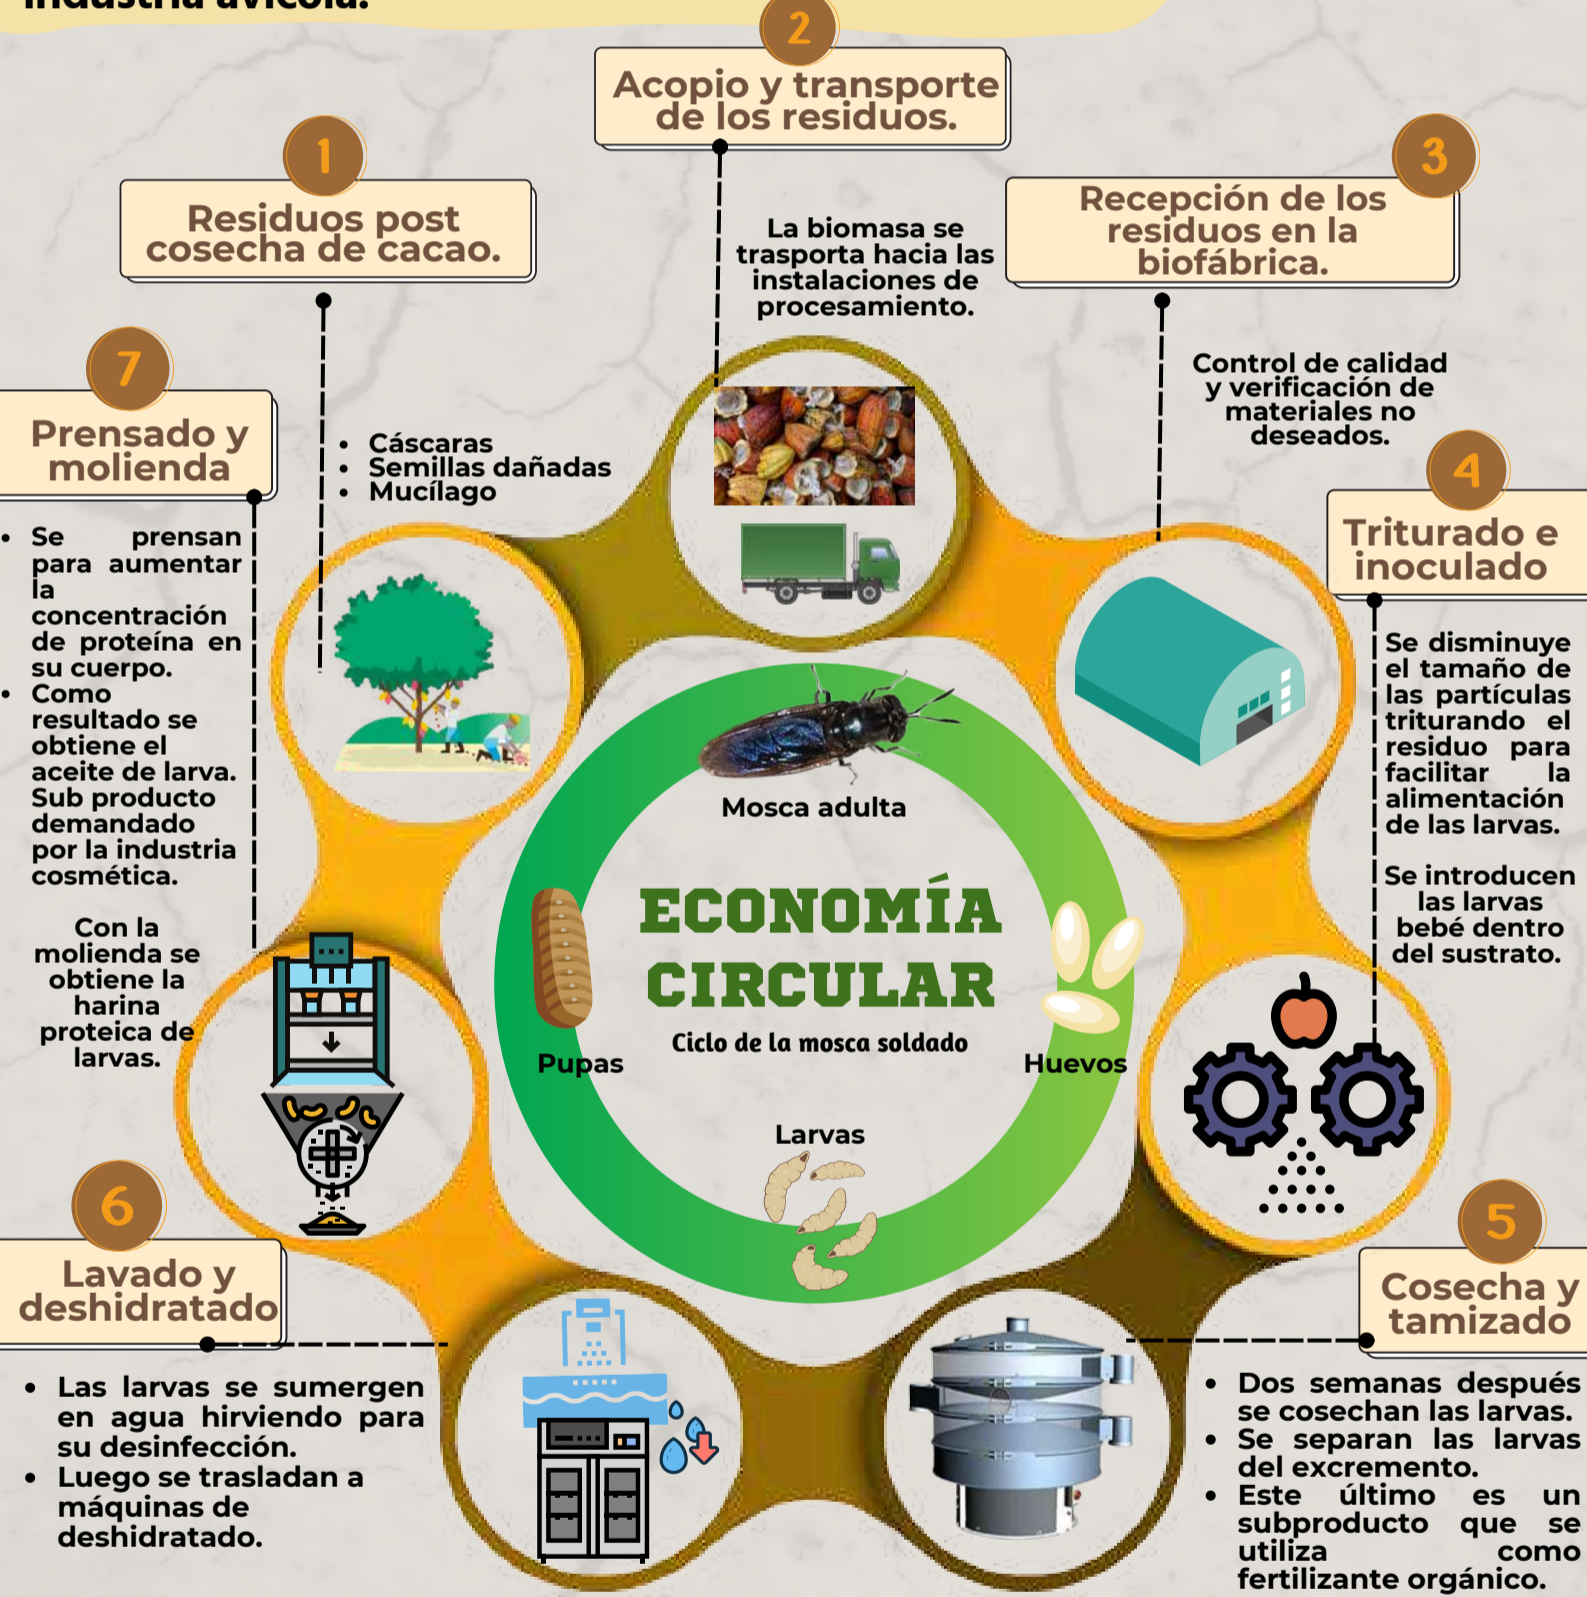 industria avícola.
2
Acopio y transporte
de los residuos.
La biomasa se
trasporta hacia las
instalaciones de
procesamiento.
1
Residuos post
cosecha de cacao.
Cáscaras
Semillas dañadas
Mucílago
3
Recepción de los
residuos en la
biofábrica.
Control de calidad
y verificación de
materiales no
deseados.
7
Prensado y
molienda
Se prensan
para aumentar
la
concentración
de proteína en
su cuerpo.
Como
resultado se
obtiene el
aceite de larva.
Sub producto
demandado
por la industria
cosmética.
Con la
molienda se
obtiene la
harina
proteica de
larvas.
4
Triturado e
inoculado
Se disminuye
el tamaño de
las partículas
triturando el
residuo para
facilitar la
alimentación
de las larvas.
Se introducen
las larvas
bebé dentro
del sustrato.
Mosca adulta
ECONOMÍA
CIRCULAR
Ciclo de la mosca soldado
Pupas
Huevos
Larvas
6
Lavado y
deshidratado
Las larvas se sumergen
en agua hirviendo para
su desinfección.
Luego se trasladan a
máquinas de
deshidratado.
5
Cosecha y
tamizado
Dos semanas después
se cosechan las larvas.
Se separan las larvas
del excremento.
Este último es un
subproducto que se
utiliza como
fertilizante orgánico.